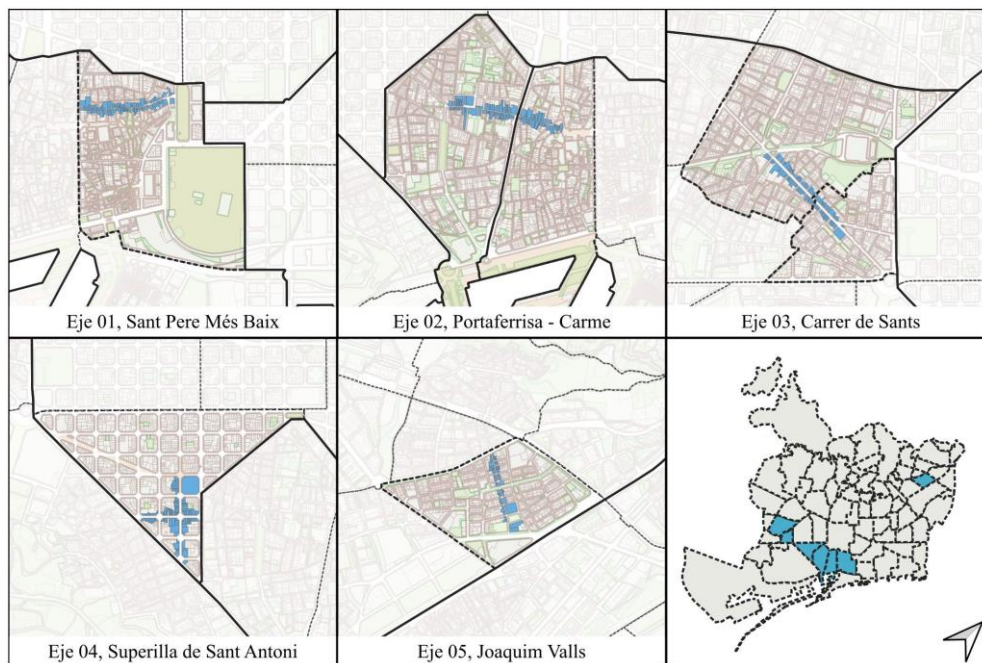 Eje 01, Sant Pere Més Baix
Eje 02, Portaferrisa - Carme
Eje 03, Carrer de Sants
Eje 04, Superilla de Sant Antoni
Eje 05, Joaquim Valls